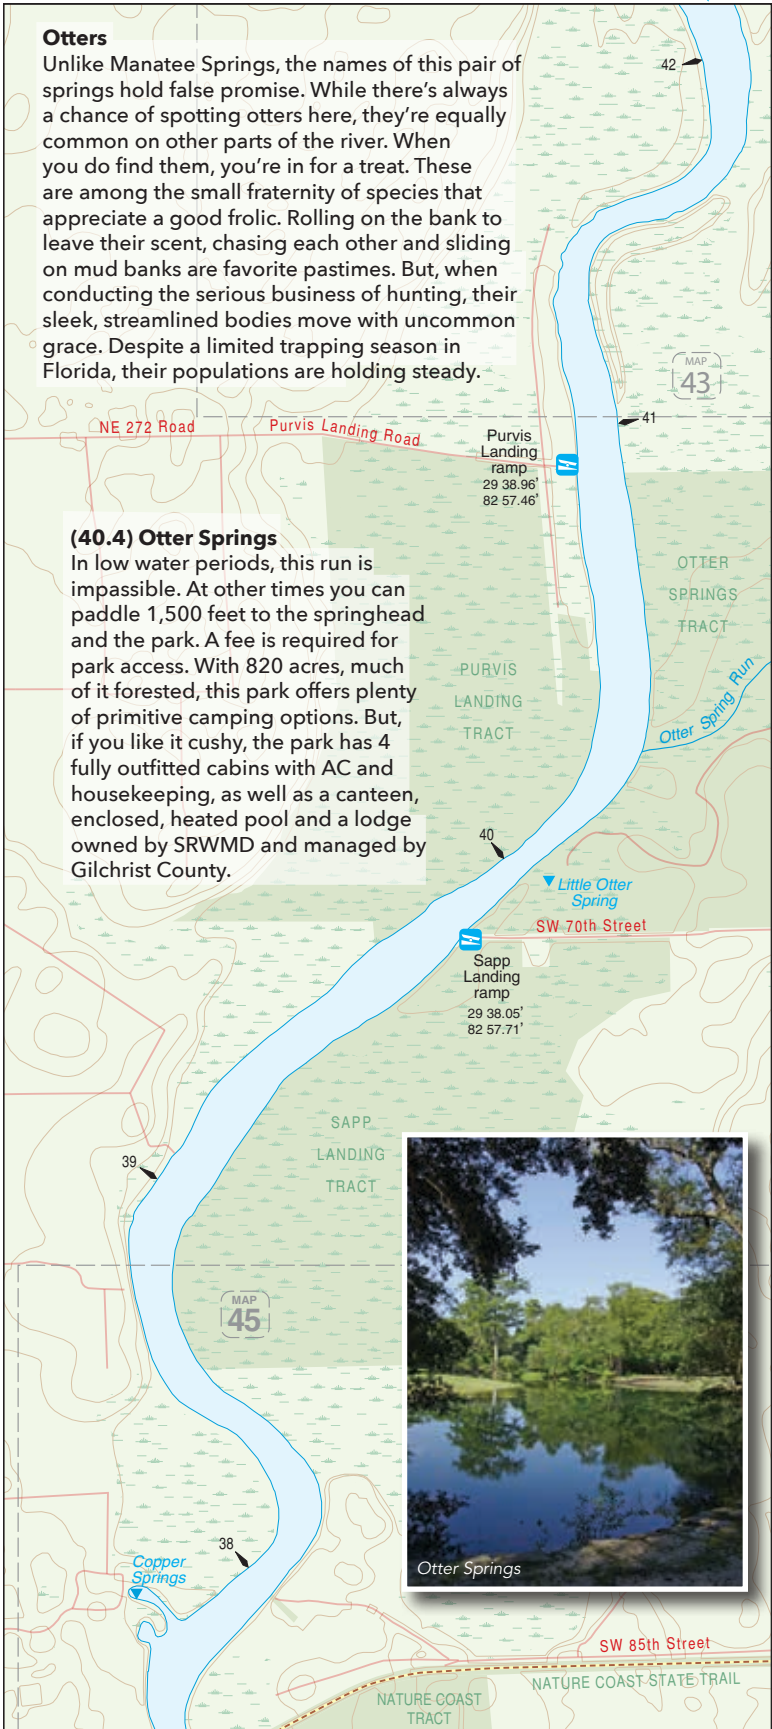 Otters
Unlike Manatee Springs, the names of this pair of
springs hold false promise. While there's always
a chance of spotting otters here, they're equally
common on other parts of the river. When
you do find them, you're in for a treat. These
are among the small fraternity of species that
appreciate a good frolic. Rolling on the bank to
leave their scent, chasing each other and sliding
on mud banks are favorite pastimes. But, when
conducting the serious business of hunting, their
sleek, streamlined bodies move with uncommon
grace. Despite a limited trapping season in
Florida, their populations are holding steady.
42
MAP
43
41
NE 272 Road
Purvis Landing Road
Purvis
Landing
ramp
29 38.96'
82 57.46'
(40.4) Otter Springs
In low water periods, this run is
impassible. At other times you can
paddle 1,500 feet to the springhead
and the park. A fee is required for
park access. With 820 acres, much
of it forested, this park offers plenty
of primitive camping options. But,
if you like it cushy, the park has 4
fully outfitted cabins with AC and
housekeeping, as well as a canteen,
enclosed, heated pool and a lodge
owned by SRWMD and managed by
Gilchrist County.
OTTER
SPRINGS
TRACT
PURVIS
LANDING
TRACT
Otter Spring Run
40
Little Otter
Spring
SW 70th Street
Sapp
Landing
ramp
29 38.05'
82 57.71'
SAPP
LANDING
TRACT
39
MAP
45
38
Copper
Springs
Otter Springs
SW 85th Street
NATURE COAST STATE TRAIL
NATURE COAST
TRACT